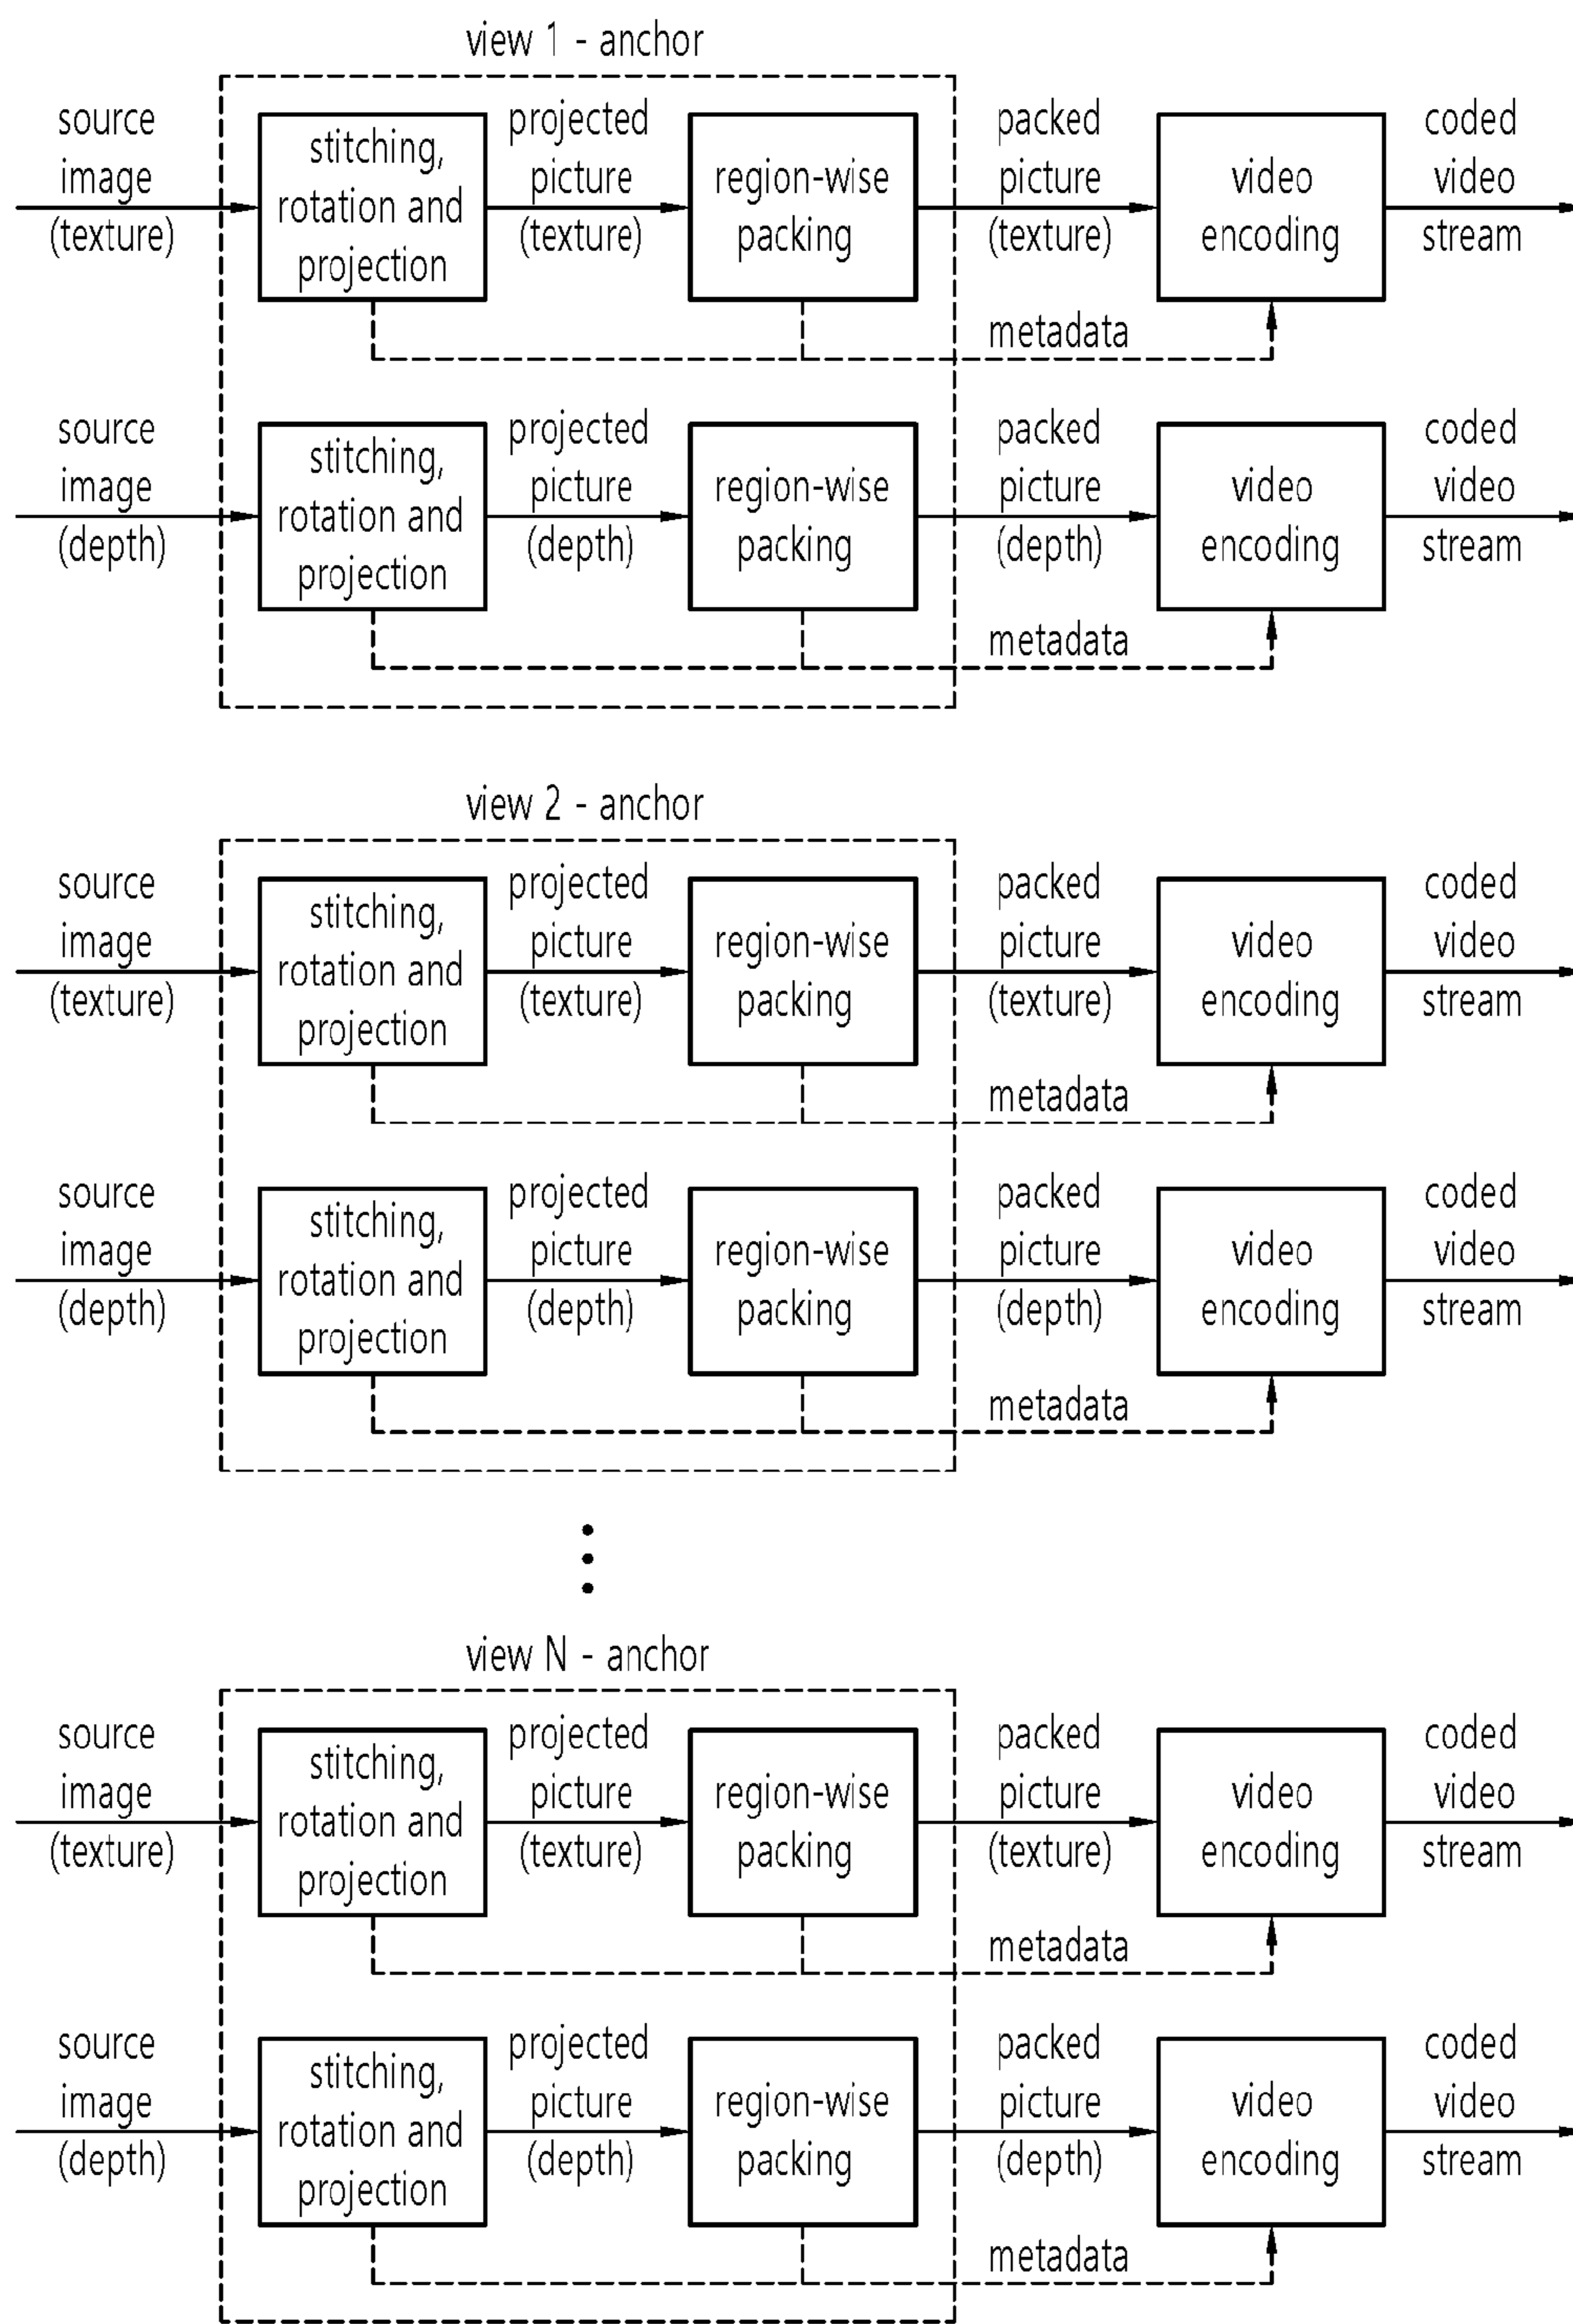 view 1 - anchor
source
image
(texture)
stitching,
rotation and
projection
projected
picture
(texture)
region-wise
packing
packed
picture
(texture)
video
encoding
coded
video
stream
metadata
source
image
(depth)
stitching,
rotation and
projection
projected
picture
(depth)
region-wise
packing
packed
picture
(depth)
video
encoding
coded
video
stream
metadata
view 2 - anchor
source
image
(texture)
stitching,
rotation and
projection
projected
picture
(texture)
region-wise
packing
packed
picture
(texture)
video
encoding
coded
video
stream
metadata
source
image
(depth)
stitching,
rotation and
projection
projected
picture
(depth)
region-wise
packing
packed
picture
(depth)
video
encoding
coded
video
stream
metadata
view N - anchor
source
image
(texture)
stitching,
rotation and
projection
projected
picture
(texture)
region-wise
packing
packed
picture
(texture)
video
encoding
coded
video
stream
metadata
source
image
(depth)
stitching,
rotation and
projection
projected
picture
(depth)
region-wise
packing
packed
picture
(depth)
video
encoding
coded
video
stream
metadata